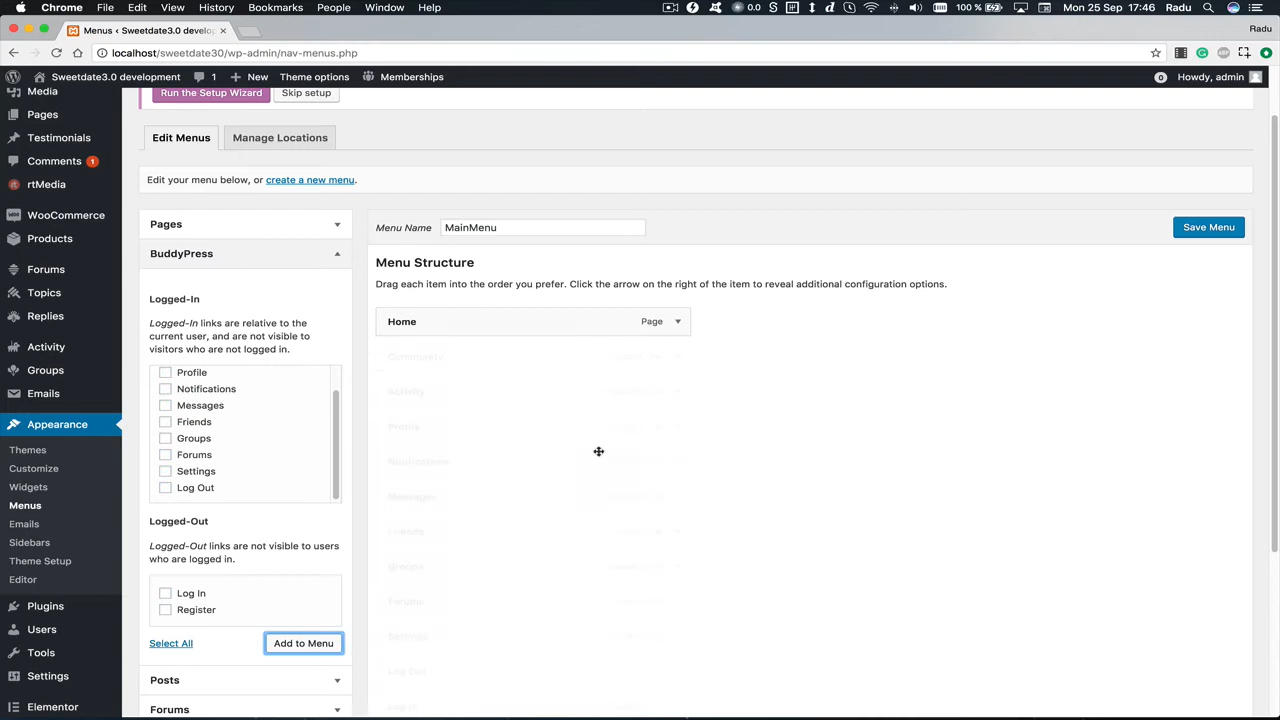 Chrome File Edit View History Bookmarks People Window Help 0.0 100 % Mon 25 Sep 17:46 Radu
Menus < Sweetdate3.0 developm Radu
localhost/sweetdate30/wp-admin/nav-menus.php
Sweetdate3.0 development 1 New Theme options Memberships 0 Howdy, admin
Media
Pages
Testimonials
Comments 1
rtMedia
WooCommerce
Products
Forums
Topics
Replies
Activity
Groups
Emails
Appearance
Themes
Customize
Widgets
Menus
Emails
Sidebars
Theme Setup
Editor
Plugins
Users
Tools
Settings
Elementor
Run the Setup Wizard Skip setup
Edit Menus Manage Locations
Edit your menu below, or create a new menu.
Pages
BuddyPress
Logged-In
Logged-In links are relative to the
current user, and are not visible to
visitors who are not logged in.
Profile
Notifications
Messages
Friends
Groups
Forums
Settings
Log Out
Logged-Out
Logged-Out links are not visible to users
who are logged in.
Log In
Register
Select All Add to Menu
Posts
Forums
Menu Name MainMenu Save Menu
Menu Structure
Drag each item into the order you prefer. Click the arrow on the right of the item to reveal additional configuration options.
Home Page
Community
Activity
Profile
Notifications
Messages
Friends
Groups
Forums
Settings
Log Out
Log In